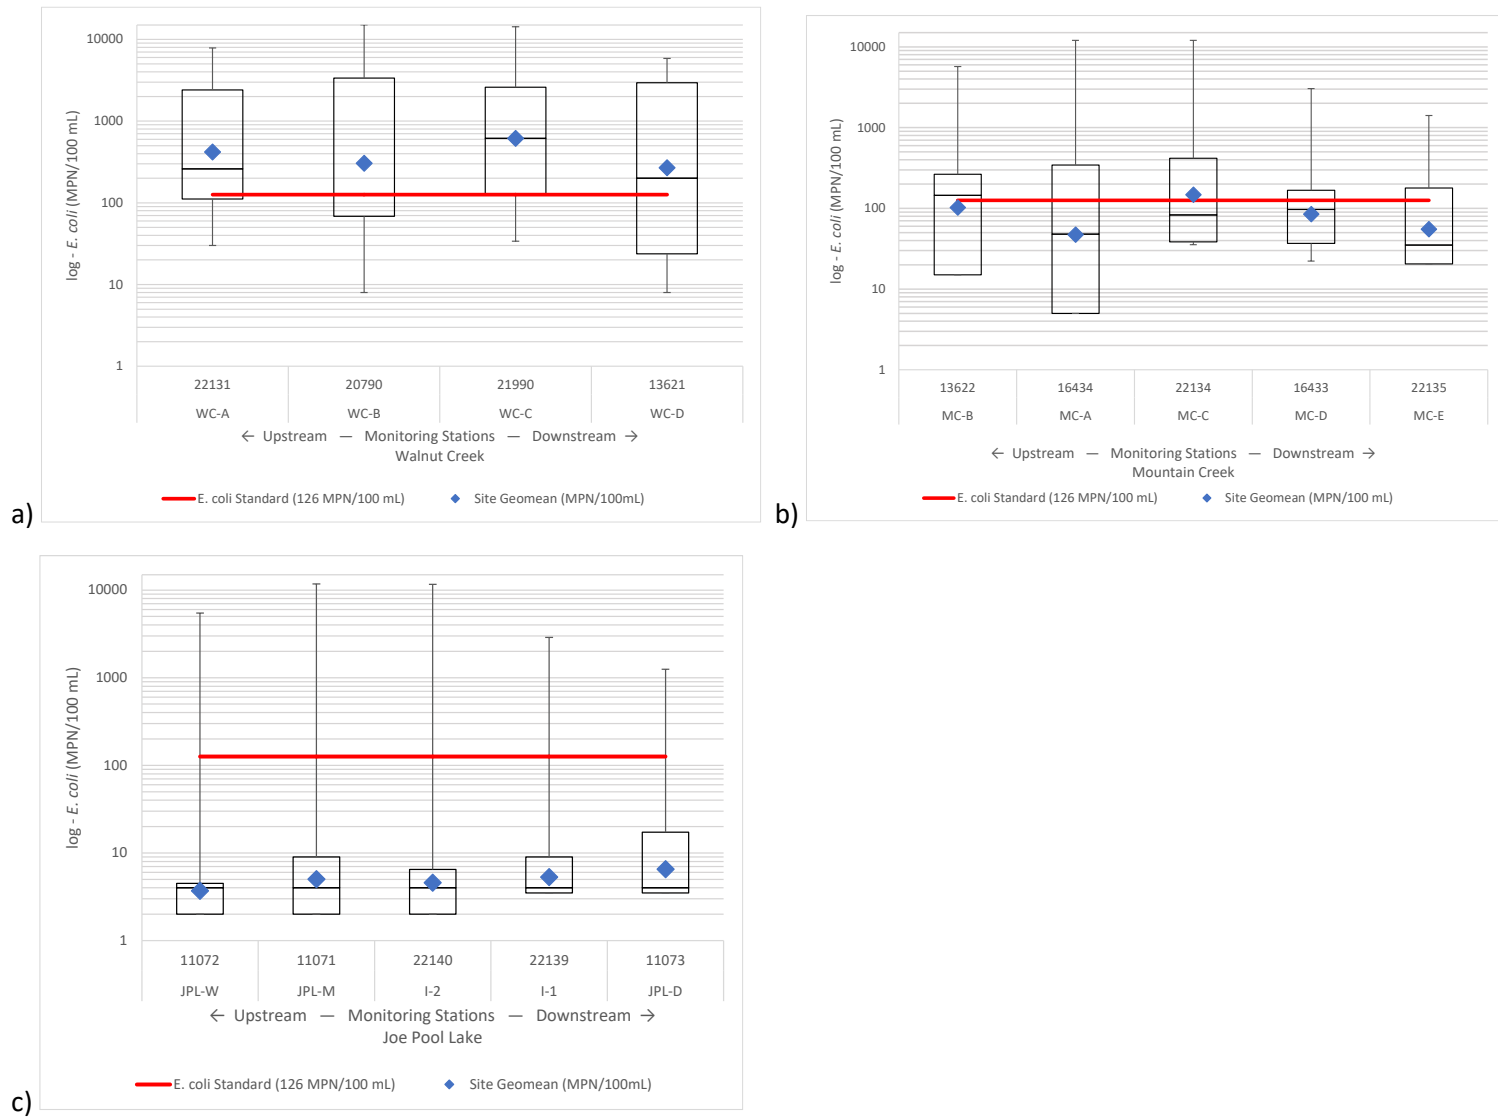 10000
1000
100
10
1
log - E. coli (MPN/100 mL)
22131 20790 21990 13621
WC-A WC-B WC-C WC-D
← Upstream — Monitoring Stations — Downstream →
Walnut Creek
E. coli Standard (126 MPN/100 mL) Site Geomean (MPN/100mL)
a)
10000
1000
100
10
1
log - E. coli (MPN/100 mL)
13622 16434 22134 16433 22135
MC-B MC-A MC-C MC-D MC-E
← Upstream — Monitoring Stations — Downstream →
Mountain Creek
E. coli Standard (126 MPN/100 mL) Site Geomean (MPN/100 mL)
b)
10000
1000
100
10
1
log - E. coli (MPN/100 mL)
11072 11071 22140 22139 11073
JPL-W JPL-M I-2 I-1 JPL-D
← Upstream — Monitoring Stations — Downstream →
Joe Pool Lake
E. coli Standard (126 MPN/100 mL) Site Geomean (MPN/100mL)
c)